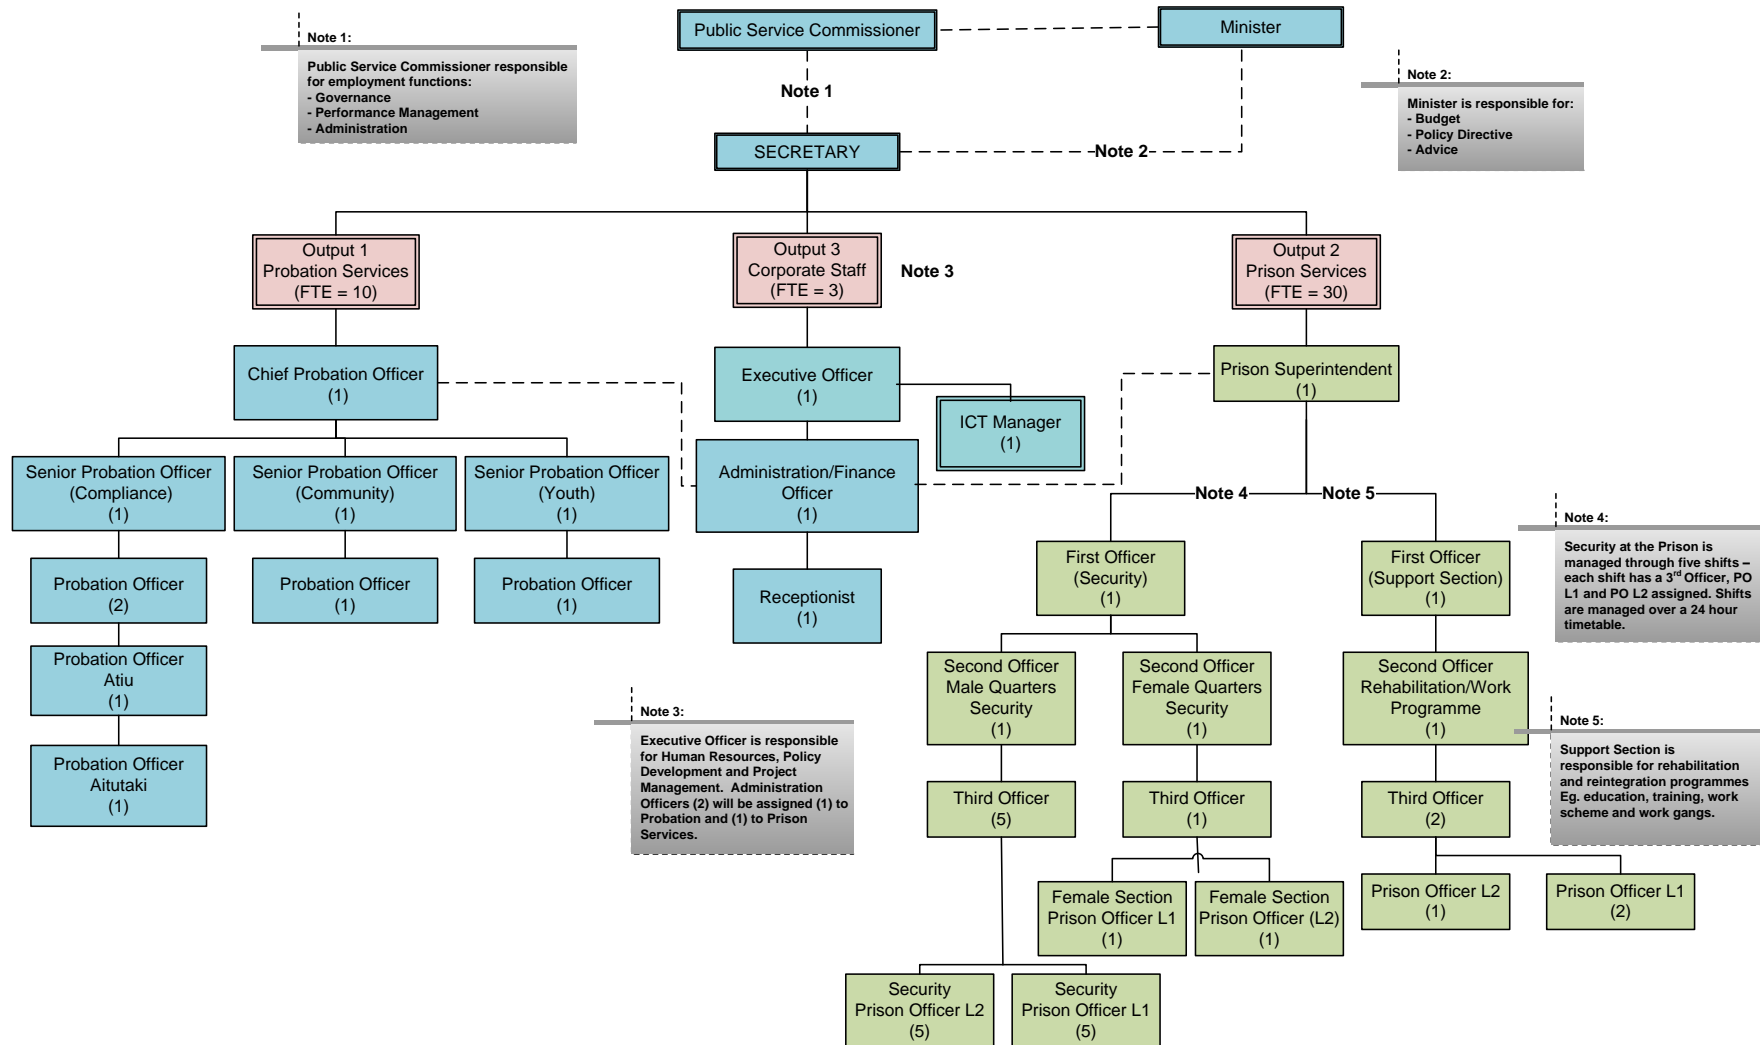 Public Service Commissioner
Minister
Note 1:
Public Service Commissioner responsible
for employment functions:
- Governance
- Performance Management
- Administration
Note 2:
Minister is responsible for:
- Budget
- Policy Directive
- Advice
Note 1
SECRETARY
Note 2
Output 1
Probation Services
(FTE = 10)
Output 3
Corporate Staff
(FTE = 3)
Note 3
Output 2
Prison Services
(FTE = 30)
Chief Probation Officer
(1)
Executive Officer
(1)
ICT Manager
(1)
Prison Superintendent
(1)
Senior Probation Officer
(Compliance)
(1)
Senior Probation Officer
(Community)
(1)
Senior Probation Officer
(Youth)
(1)
Administration/Finance
Officer
(1)
Note 4
Note 5
Probation Officer
(2)
Probation Officer
(1)
Probation Officer
(1)
Receptionist
(1)
First Officer
(Security)
(1)
First Officer
(Support Section)
(1)
Note 4:
Security at the Prison is
managed through five shifts –
each shift has a 3rd Officer, PO
L1 and PO L2 assigned. Shifts
are managed over a 24 hour
timetable.
Probation Officer
Atiu
(1)
Second Officer
Male Quarters
Security
(1)
Second Officer
Female Quarters
Security
(1)
Second Officer
Rehabilitation/Work
Programme
(1)
Probation Officer
Aitutaki
(1)
Note 3:
Executive Officer is responsible
for Human Resources, Policy
Development and Project
Management. Administration
Officers (2) will be assigned (1) to
Probation and (1) to Prison
Services.
Note 5:
Support Section is
responsible for rehabilitation
and reintegration programmes
Eg. education, training, work
scheme and work gangs.
Third Officer
(5)
Third Officer
(1)
Third Officer
(2)
Female Section
Prison Officer L1
(1)
Female Section
Prison Officer (L2)
(1)
Prison Officer L2
(1)
Prison Officer L1
(2)
Security
Prison Officer L2
(5)
Security
Prison Officer L1
(5)